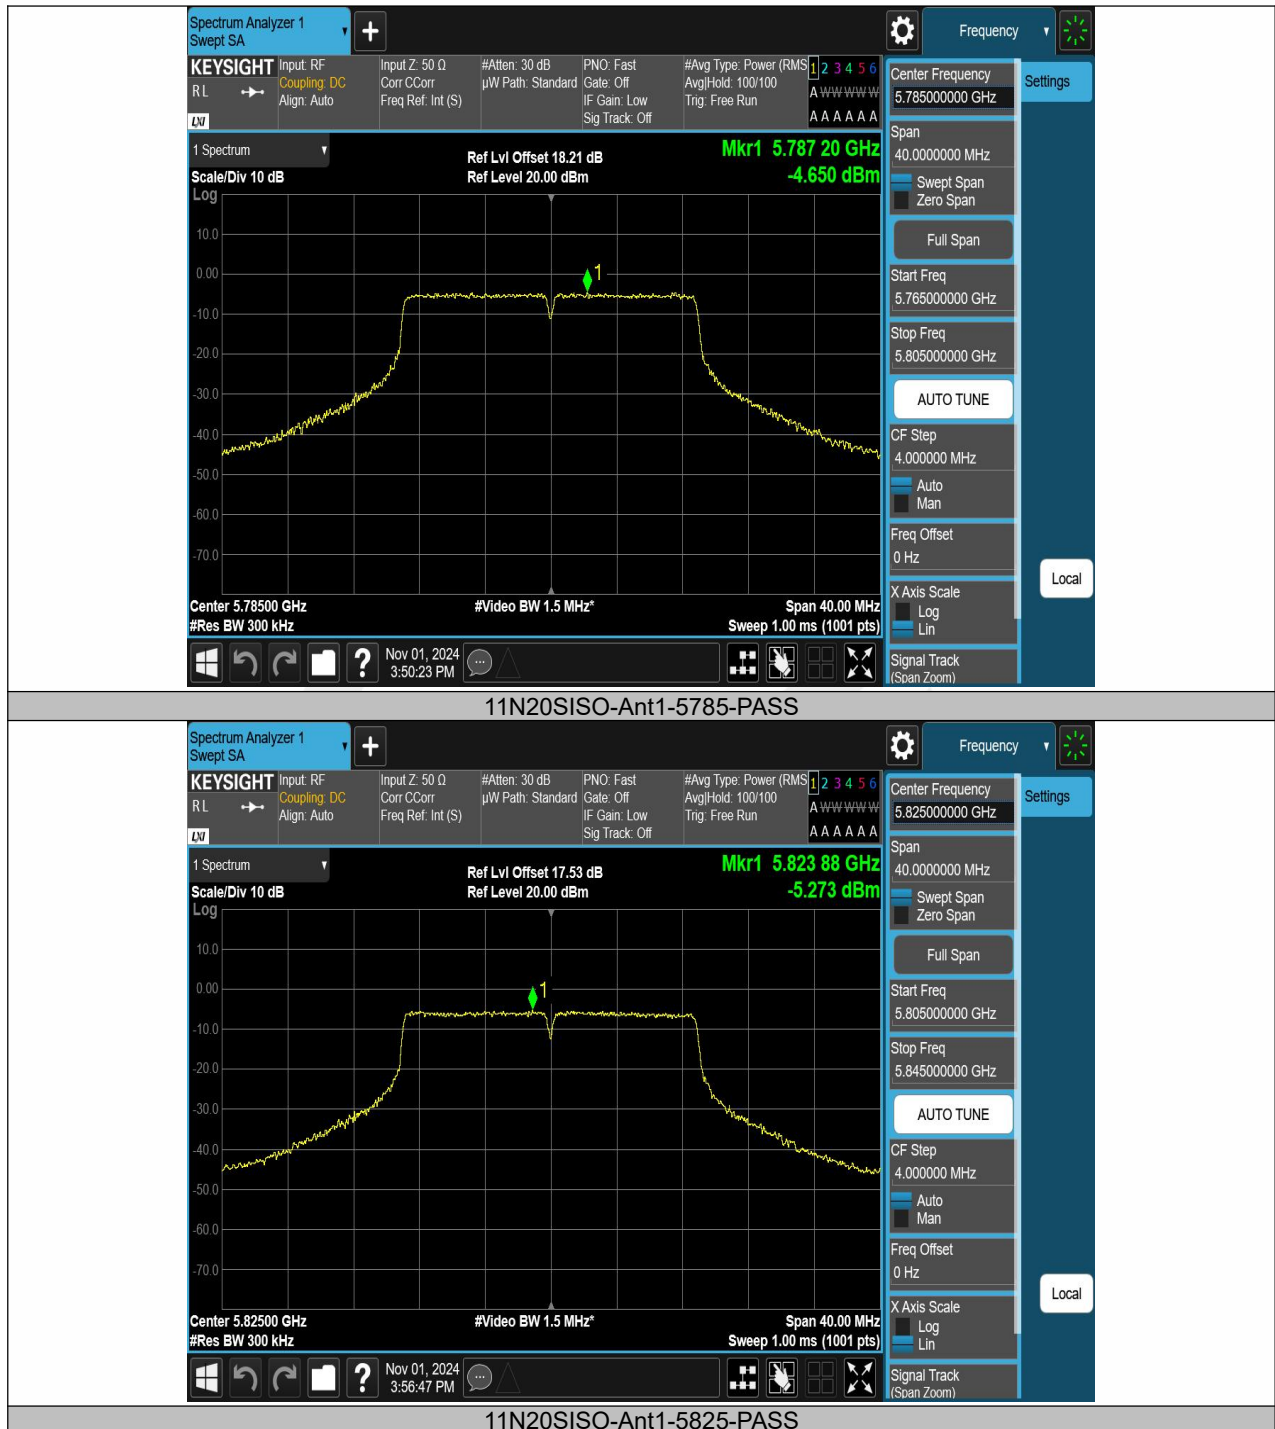 Spectrum Analyzer 1
Swept SA
+
Frequency
KEYSIGHT
R L
LXI
Input: RF
Coupling: DC
Align: Auto
Input Z: 50 Ω
Corr CCorr
Freq Ref: Int (S)
#Atten: 30 dB
µW Path: Standard
PNO: Fast
Gate: Off
IF Gain: Low
Sig Track: Off
#Avg Type: Power (RMS
Avg|Hold: 100/100
Trig: Free Run
1 2 3 4 5 6
A W W W W W
A A A A A A
1 Spectrum
Scale/Div 10 dB
Ref Lvl Offset 18.21 dB
Ref Level 20.00 dBm
Mkr1 5.787 20 GHz
-4.650 dBm
Log
10.0
0.00
-10.0
-20.0
-30.0
-40.0
-50.0
-60.0
-70.0
1
Center 5.78500 GHz
#Res BW 300 kHz
#Video BW 1.5 MHz*
Span 40.00 MHz
Sweep 1.00 ms (1001 pts)
?
Nov 01, 2024
3:50:23 PM
Center Frequency
5.785000000 GHz
Settings
Span
40.0000000 MHz
Swept Span
Zero Span
Full Span
Start Freq
5.765000000 GHz
Stop Freq
5.805000000 GHz
AUTO TUNE
CF Step
4.000000 MHz
Auto
Man
Freq Offset
0 Hz
Local
X Axis Scale
Log
Lin
Signal Track
(Span Zoom)
11N20SISO-Ant1-5785-PASS
Spectrum Analyzer 1
Swept SA
+
Frequency
KEYSIGHT
R L
LXI
Input: RF
Coupling: DC
Align: Auto
Input Z: 50 Ω
Corr CCorr
Freq Ref: Int (S)
#Atten: 30 dB
µW Path: Standard
PNO: Fast
Gate: Off
IF Gain: Low
Sig Track: Off
#Avg Type: Power (RMS
Avg|Hold: 100/100
Trig: Free Run
1 2 3 4 5 6
A W W W W W
A A A A A A
1 Spectrum
Scale/Div 10 dB
Ref Lvl Offset 17.53 dB
Ref Level 20.00 dBm
Mkr1 5.823 88 GHz
-5.273 dBm
Log
10.0
0.00
-10.0
-20.0
-30.0
-40.0
-50.0
-60.0
-70.0
1
Center 5.82500 GHz
#Res BW 300 kHz
#Video BW 1.5 MHz*
Span 40.00 MHz
Sweep 1.00 ms (1001 pts)
?
Nov 01, 2024
3:56:47 PM
Center Frequency
5.825000000 GHz
Settings
Span
40.0000000 MHz
Swept Span
Zero Span
Full Span
Start Freq
5.805000000 GHz
Stop Freq
5.845000000 GHz
AUTO TUNE
CF Step
4.000000 MHz
Auto
Man
Freq Offset
0 Hz
Local
X Axis Scale
Log
Lin
Signal Track
(Span Zoom)
11N20SISO-Ant1-5825-PASS